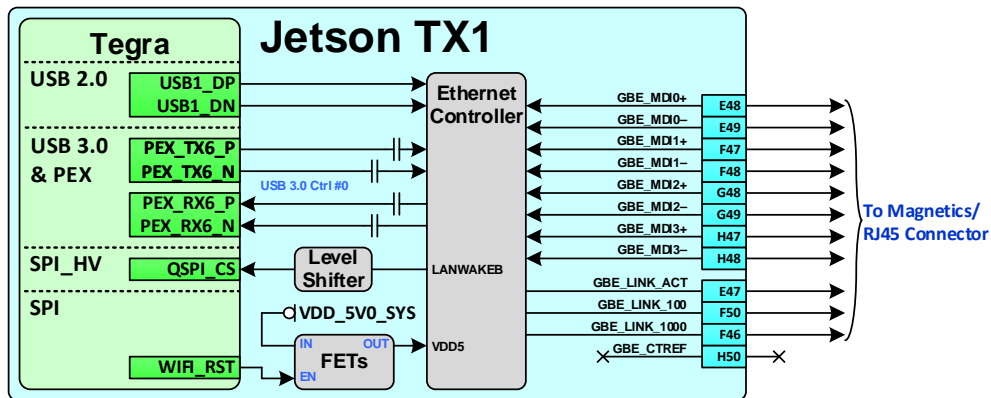 Jetson TX1
Tegra
USB 2.0
USB1_DP
USB1_DN
USB 3.0
& PEX
PEX_TX6_P
PEX_TX6_N
USB 3.0 Ctrl #0
PEX_RX6_P
PEX_RX6_N
SPI_HV
QSPI_CS
Level
Shifter
SPI
VDD_5V0_SYS
IN
OUT
FETs
EN
WIFI_RST
Ethernet
Controller
LANWAKEB
VDD5
GBE_MDI0+
E48
GBE_MDI0–
E49
GBE_MDI1+
F47
GBE_MDI1–
F48
GBE_MDI2+
G48
GBE_MDI2–
G49
GBE_MDI3+
H47
GBE_MDI3–
H48
GBE_LINK_ACT
E47
GBE_LINK_100
F50
GBE_LINK_1000
F46
GBE_CTREF
H50
To Magnetics/
RJ45 Connector